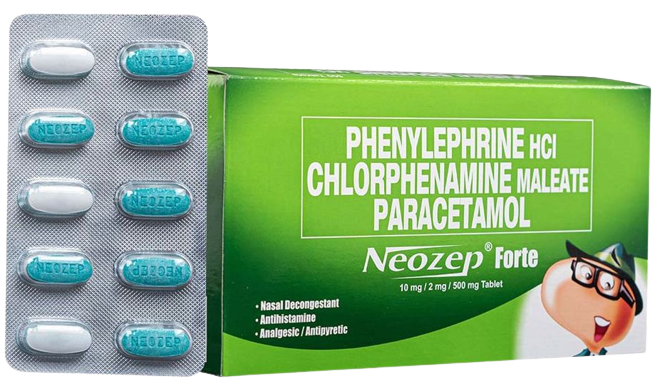 NEOZEP
NEOZEP
NEOZEP
NEOZEP
NEOZEP
NEOZEP
NEOZEP
PHENYLEPHRINE HCl
CHLORPHENAMINE MALEATE
PARACETAMOL
Neozep® Forte
10 mg / 2 mg / 500 mg Tablet
• Nasal Decongestant
• Antihistamine
• Analgesic / Antipyretic